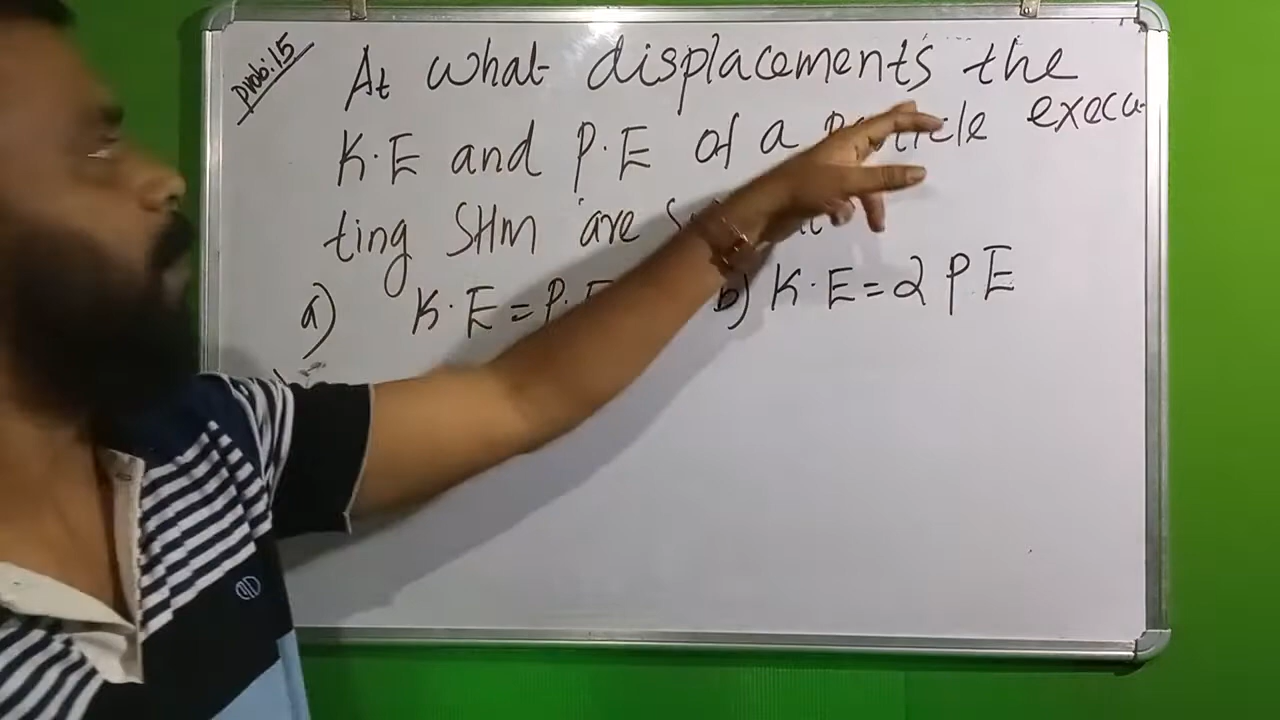 prob:15
At what displacements the
K.E and P.E of a particle execu-
ting SHM are
a) K.E = P.E b) K.E = 2 P E